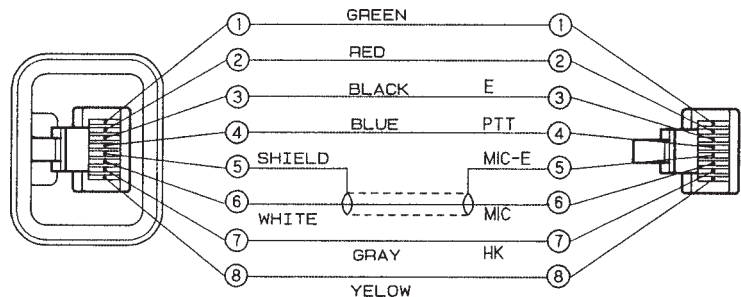 1 GREEN 1
2 RED 2
3 BLACK E 3
4 BLUE PTT 4
5 SHIELD MIC-E 5
6 WHITE MIC 6
7 GRAY HK 7
8 YELOW 8